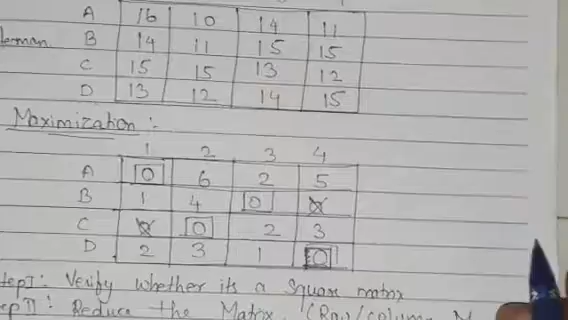 A 16 10 14 11
B 14 11 15 15
C 15 15 13 12
D 13 12 14 15
Maximization :-
1 2 3 4
A 0 6 2 5
B 1 4 0
C 0 2 3
D 2 3 1 0
Verify whether its a Square matrix
Reduce the Matrix (Row/column